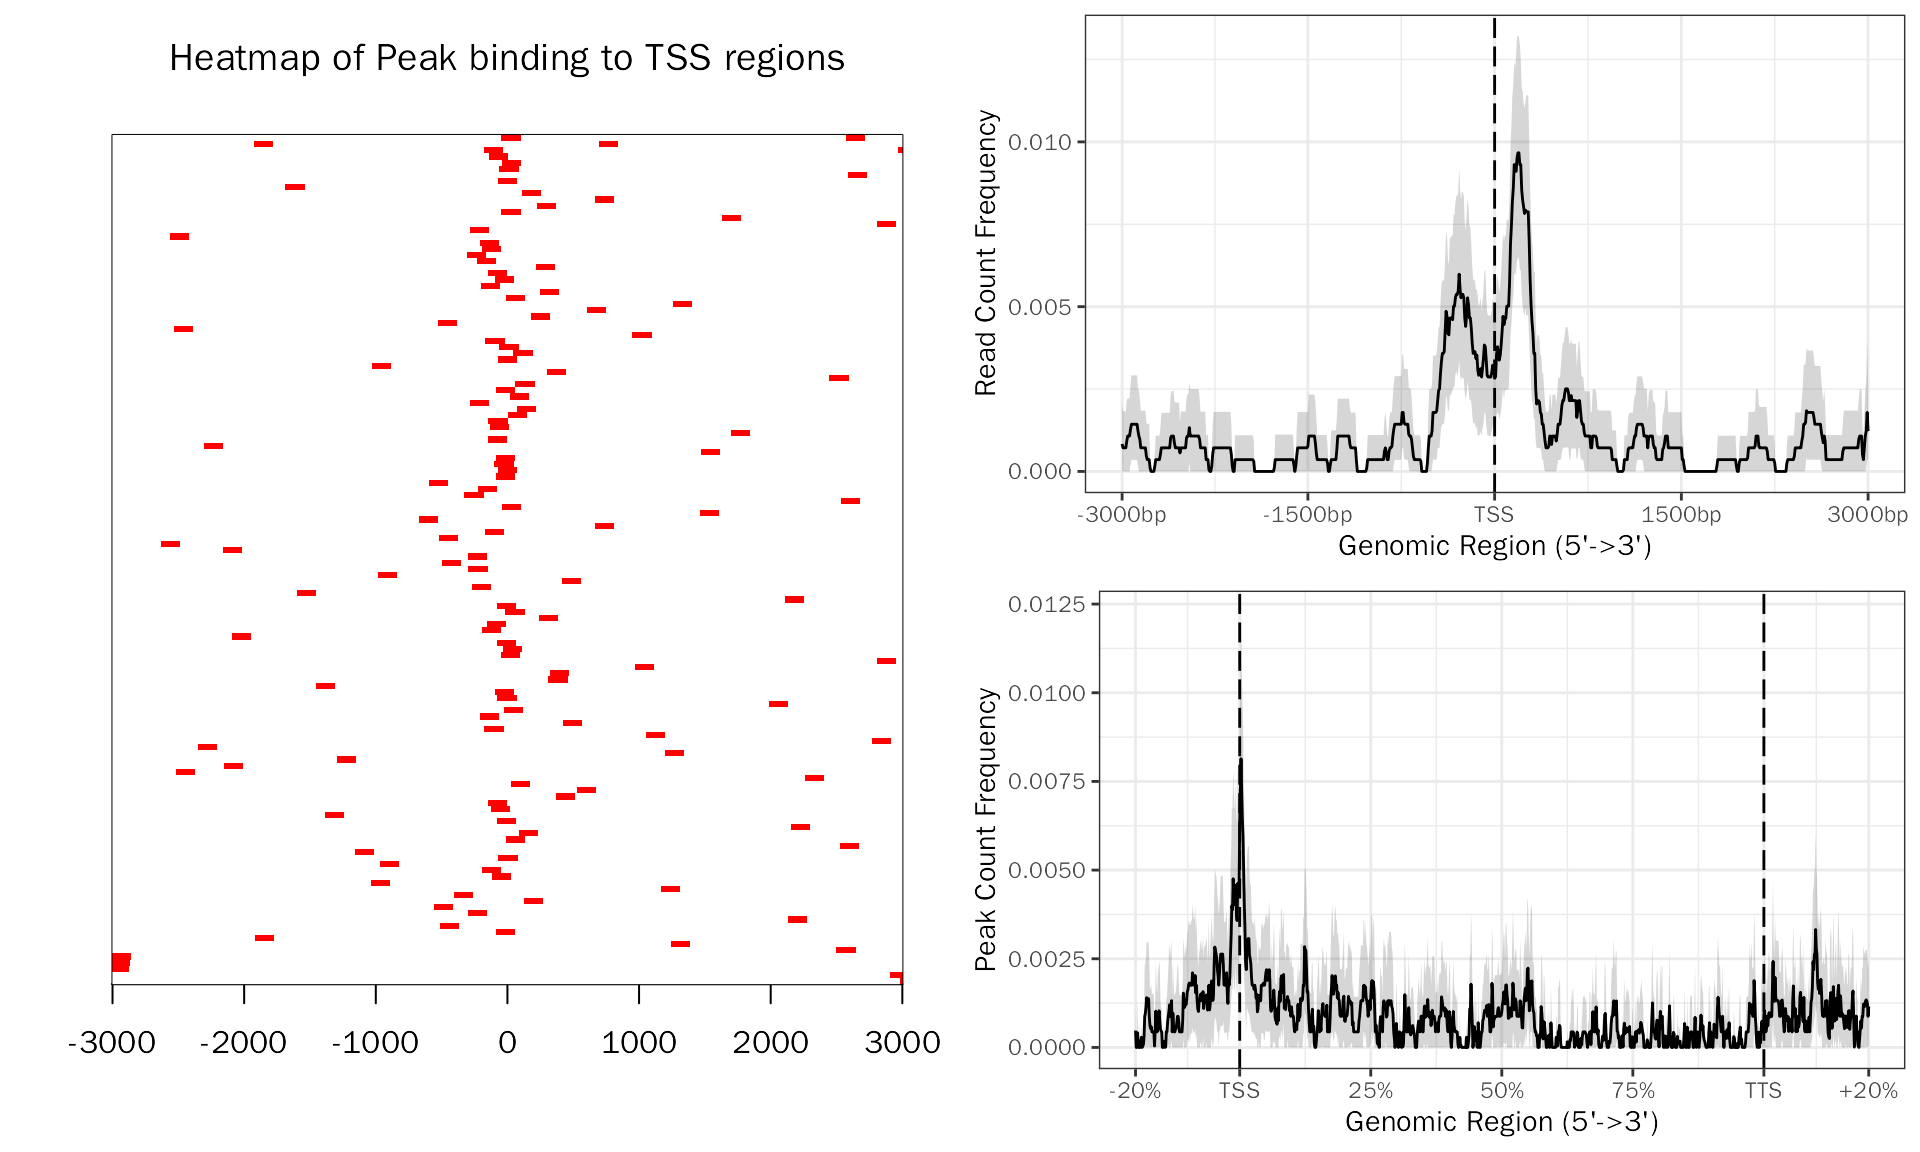 Heatmap of Peak binding to TSS regions
-3000 -2000 -1000 0 1000 2000 3000
Read Count Frequency
0.010
0.005
0.000
-3000bp -1500bp TSS 1500bp 3000bp
Genomic Region (5'->3')
Peak Count Frequency
0.0125
0.0100
0.0075
0.0050
0.0025
0.0000
-20% TSS 25% 50% 75% TTS +20%
Genomic Region (5'->3')